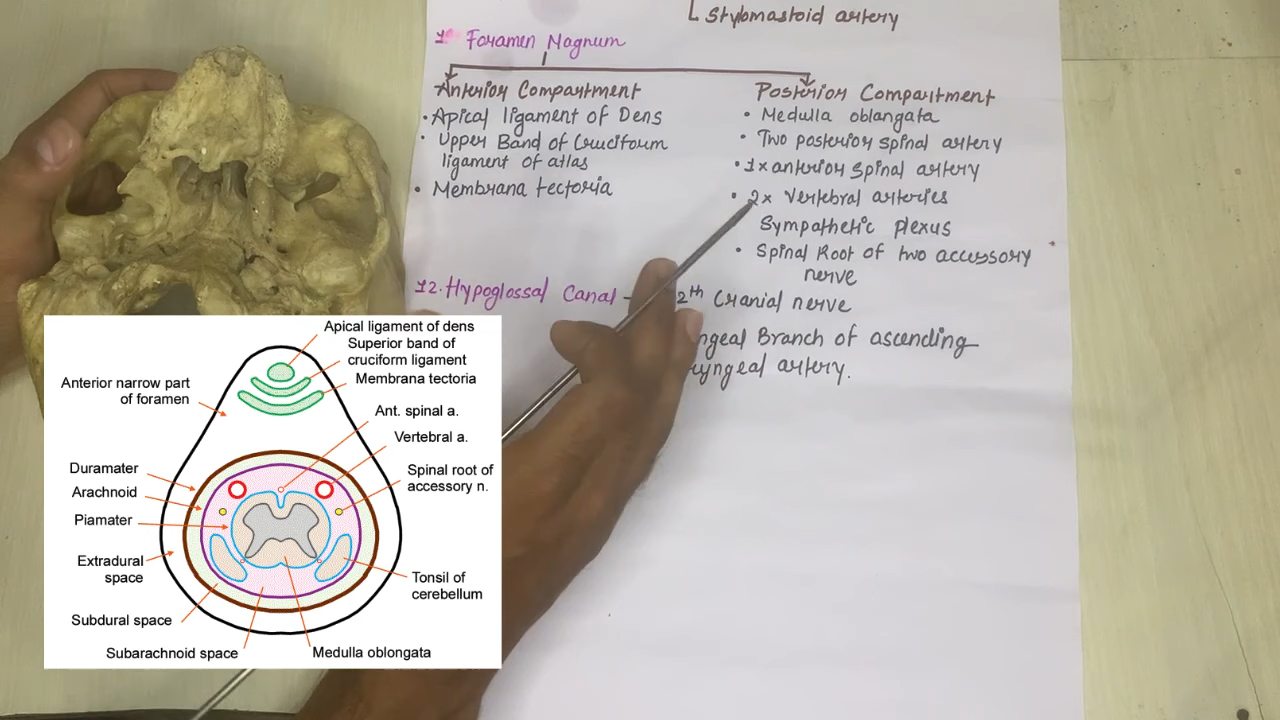 └ Stylomastoid artery
Foramen Magnum
Anterior Compartment
• Apical ligament of Dens
• Upper Band of Cruciform
ligament of atlas
• Membrana tectoria
Posterior Compartment
• Medulla oblangata
• Two posterior spinal artery
• 1x anterior spinal artery
• 2x Vertebral arteries
Sympathetic plexus
• Spinal Root of two accessory
nerve
12. Hypoglossal Canal - 2th Cranial nerve
ngeal Branch of ascending
yngeal artery.
Apical ligament of dens
Superior band of
cruciform ligament
Membrana tectoria
Anterior narrow part
of foramen
Ant. spinal a.
Vertebral a.
Spinal root of
accessory n.
Duramater
Arachnoid
Piamater
Extradural
space
Subdural space
Subarachnoid space
Medulla oblongata
Tonsil of
cerebellum